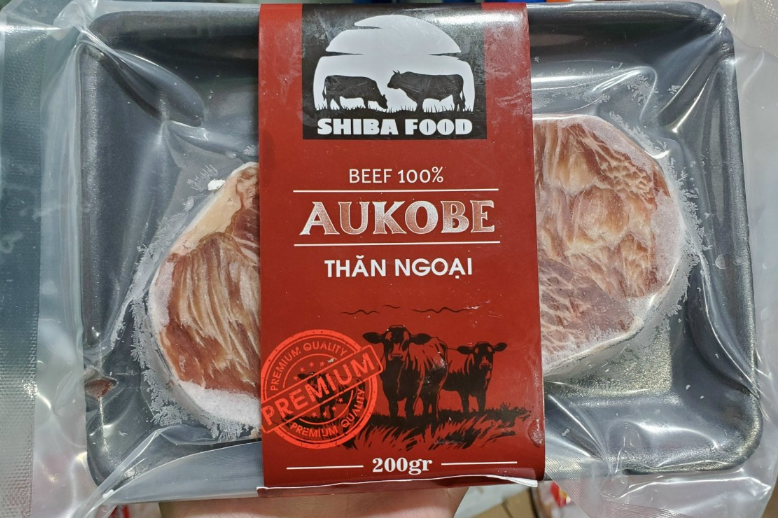 SHIBA FOOD
BEEF 100%
AUKOBE
THĂN NGOẠI
PREMIUM QUALITY
PREMIUM
PREMIUM QUALITY
200gr